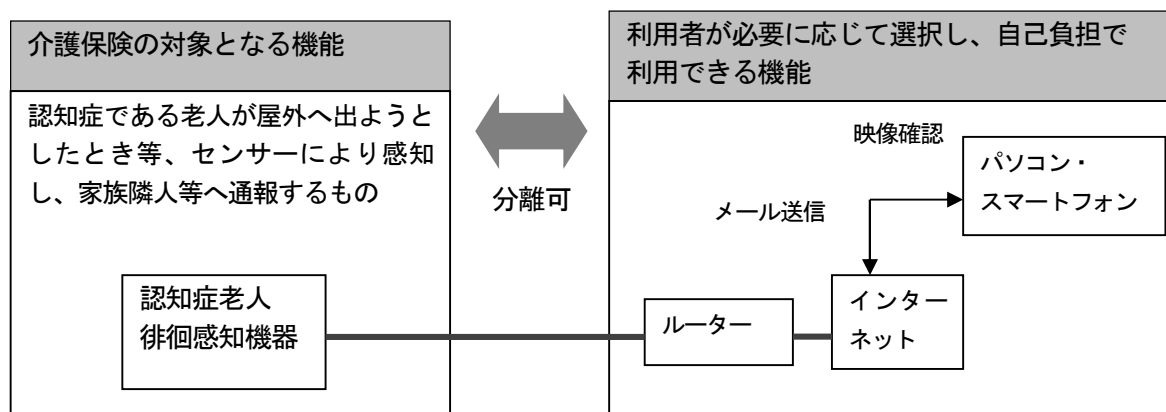 介護保険の対象となる機能
認知症である老人が屋外へ出ようと
したとき等、センサーにより感知
し、家族隣人等へ通報するもの
認知症老人
徘徊感知機器
分離可
利用者が必要に応じて選択し、自己負担で
利用できる機能
映像確認
パソコン・
スマートフォン
メール送信
ルーター
インター
ネット